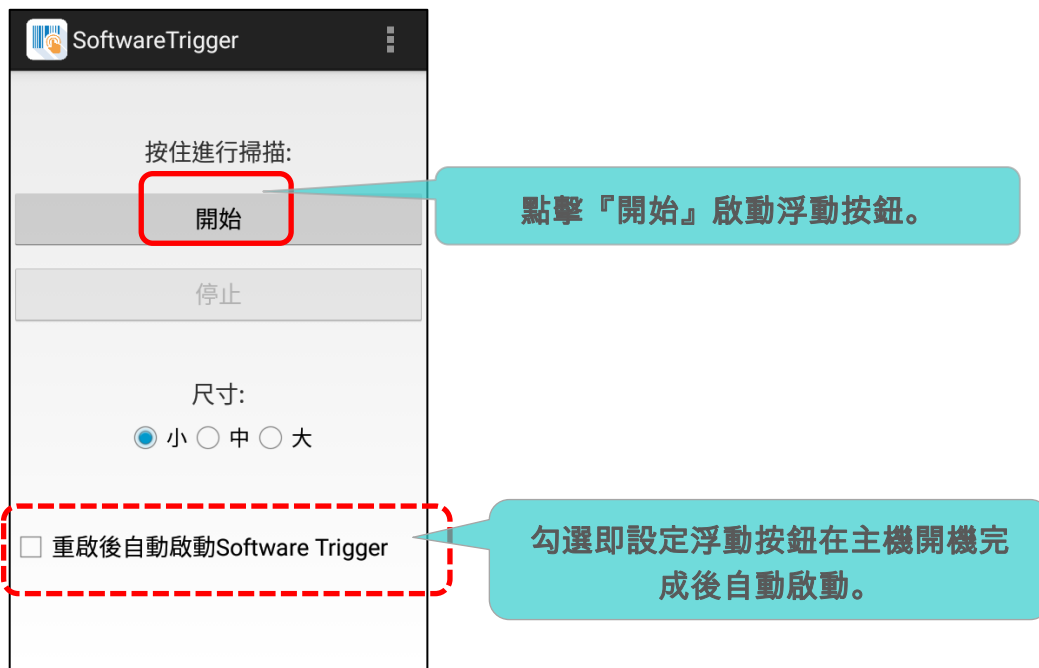 SoftwareTrigger
按住進行掃描:
開始
點擊『開始』啟動浮動按鈕。
停止
尺寸:
小 中 大
重啟後自動啟動Software Trigger
勾選即設定浮動按鈕在主機開機完
成後自動啟動。